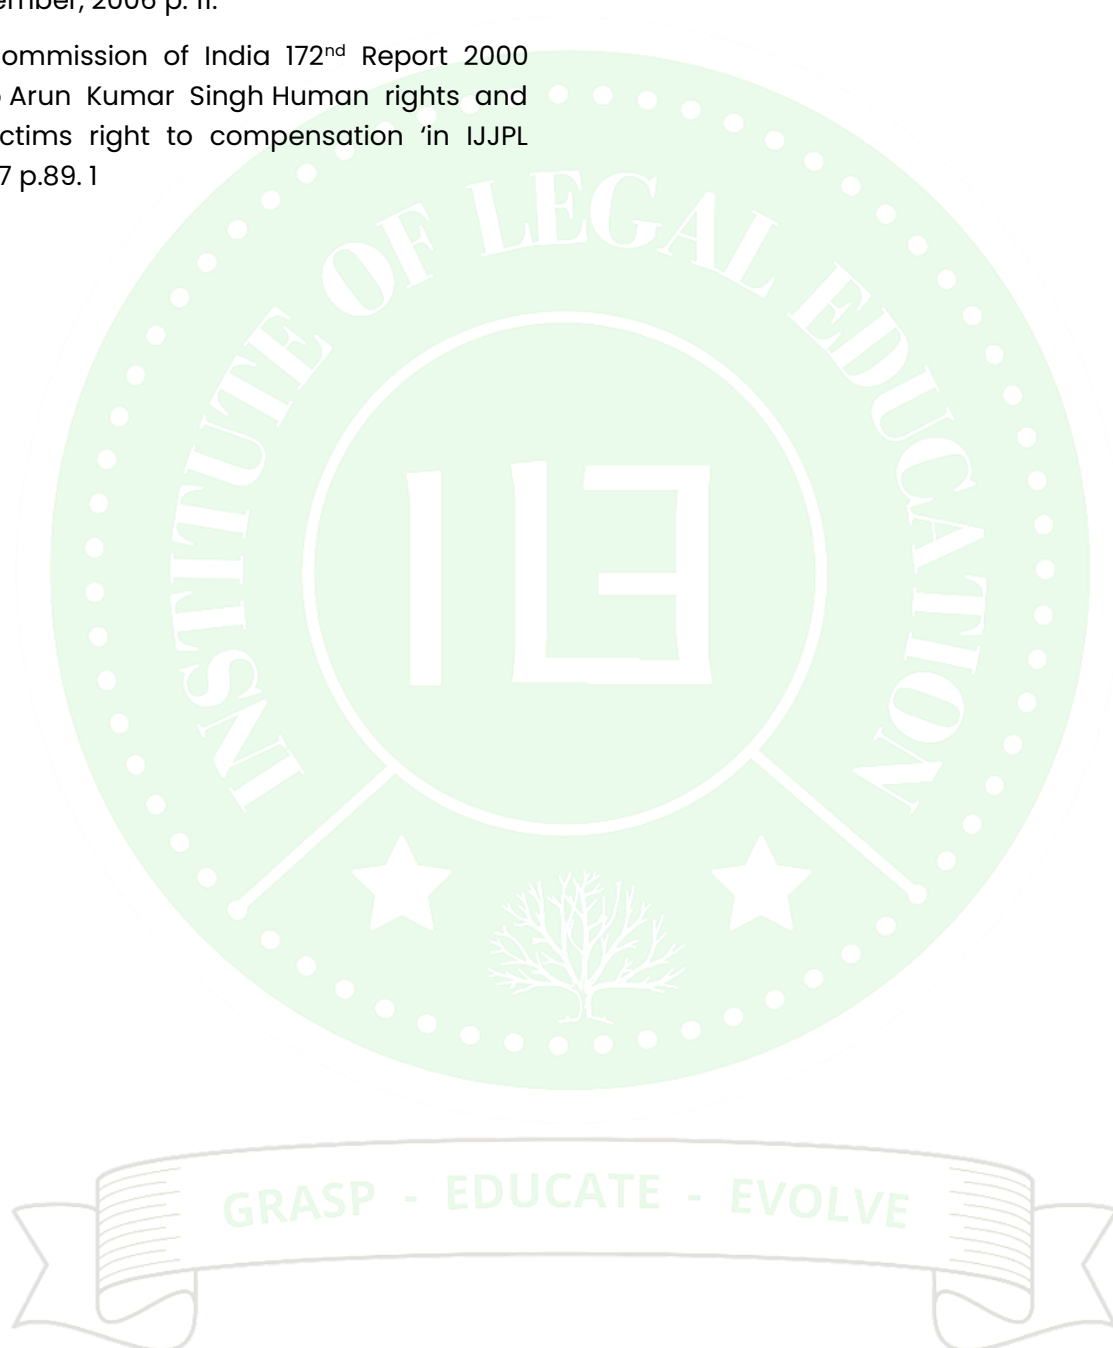 ember, 2006 p. 11.
ommission of India 172nd Report 2000
Arun Kumar Singh Human rights and
ctims right to compensation ‘in IJJPL
7 p.89. 1
INSTITUTE OF LEGAL EDUCATION
ILE
GRASP - EDUCATE - EVOLVE